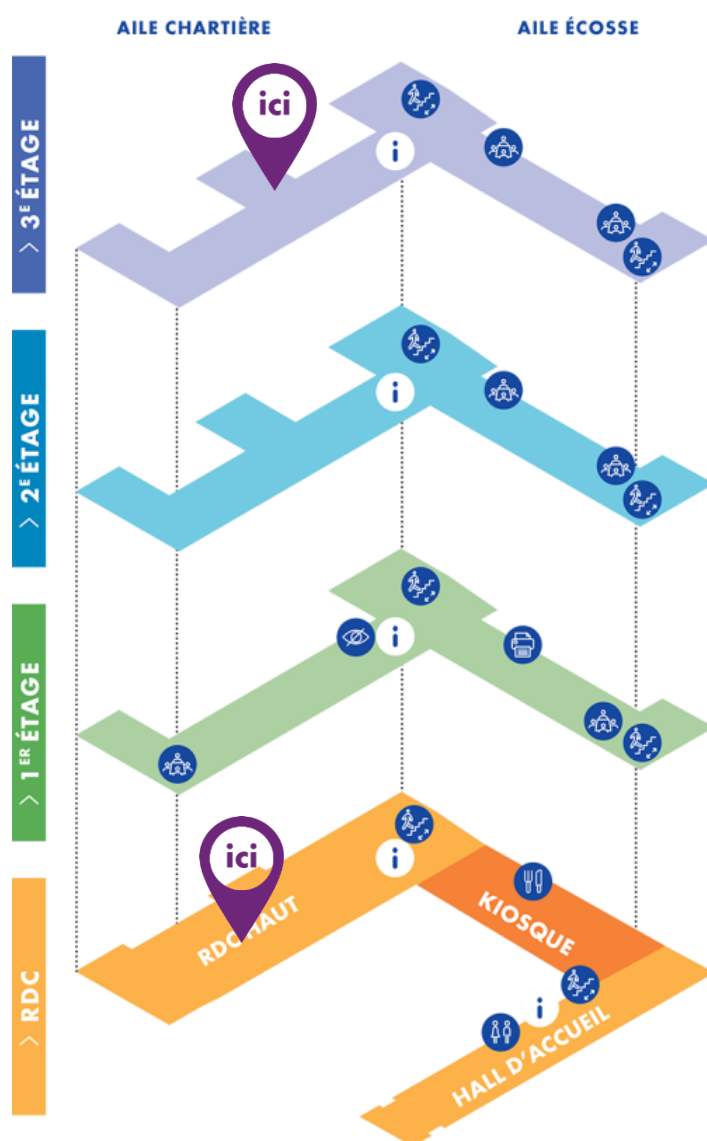 AILE CHARTIÈRE
AILE ÉCOSSE
> 3E ÉTAGE
ici
i
> 2E ÉTAGE
i
> 1ER ÉTAGE
i
> RDC
ici
i
RDC HAUT
KIOSQUE
i
HALL D'ACCUEIL